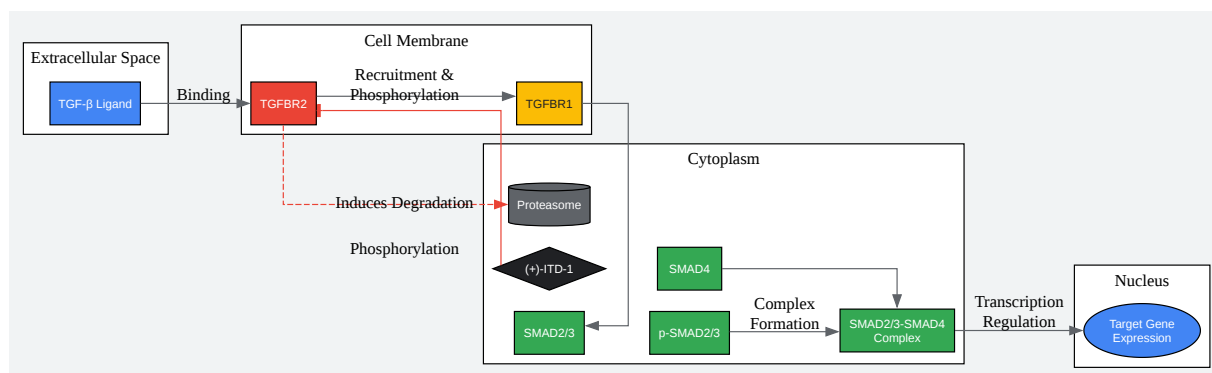 Cell Membrane
Extracellular Space
TGF-β Ligand
Binding
TGFBR2
Recruitment &
Phosphorylation
TGFBR1
Cytoplasm
Induces Degradation
Proteasome
Phosphorylation
(+)-ITD-1
SMAD4
SMAD2/3
p-SMAD2/3
Complex
Formation
SMAD2/3-SMAD4
Complex
Transcription
Regulation
Nucleus
Target Gene
Expression